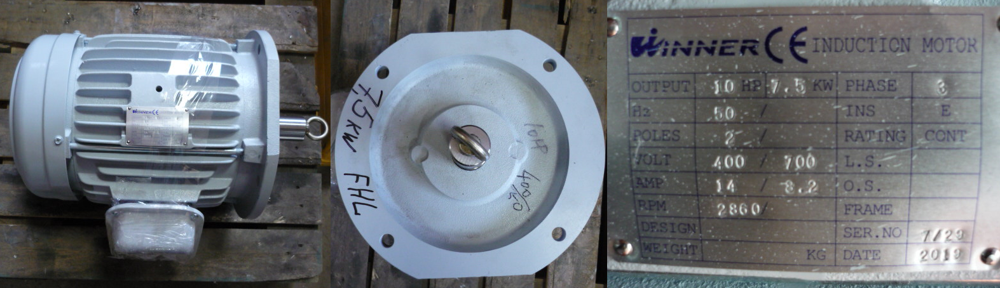 WINNER CE
7,5 KW FHL
10HP
WINNER CE INDUCTION MOTOR
OUTPUT 10 HP 7.5 KW PHASE 3
Hz 50 / INS E
POLES 2 / RATING CONT
VOLT 400 / 700 L.S.
AMP 14 / 8.2 O.S.
RPM 2860/ FRAME
DESIGN SER.NO 7/29
WEIGHT KG DATE 2019